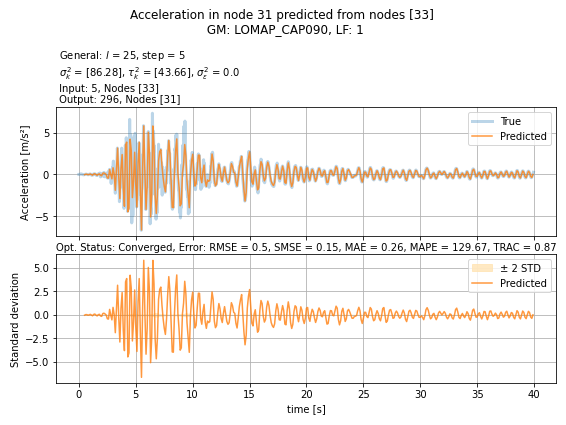 Acceleration in node 31 predicted from nodes [33]
GM: LOMAP_CAP090, LF: 1
General: l = 25, step = 5
σ²ₖ = [86.28], τ²ₖ = [43.66], σ²ε = 0.0
Input: 5, Nodes [33]
Output: 296, Nodes [31]
Acceleration [m/s²]
5
0
−5
True
Predicted
Opt. Status: Converged, Error: RMSE = 0.5, SMSE = 0.15, MAE = 0.26, MAPE = 129.67, TRAC = 0.87
Standard deviation
5.0
2.5
0.0
−2.5
−5.0
± 2 STD
Predicted
0 5 10 15 20 25 30 35 40
time [s]